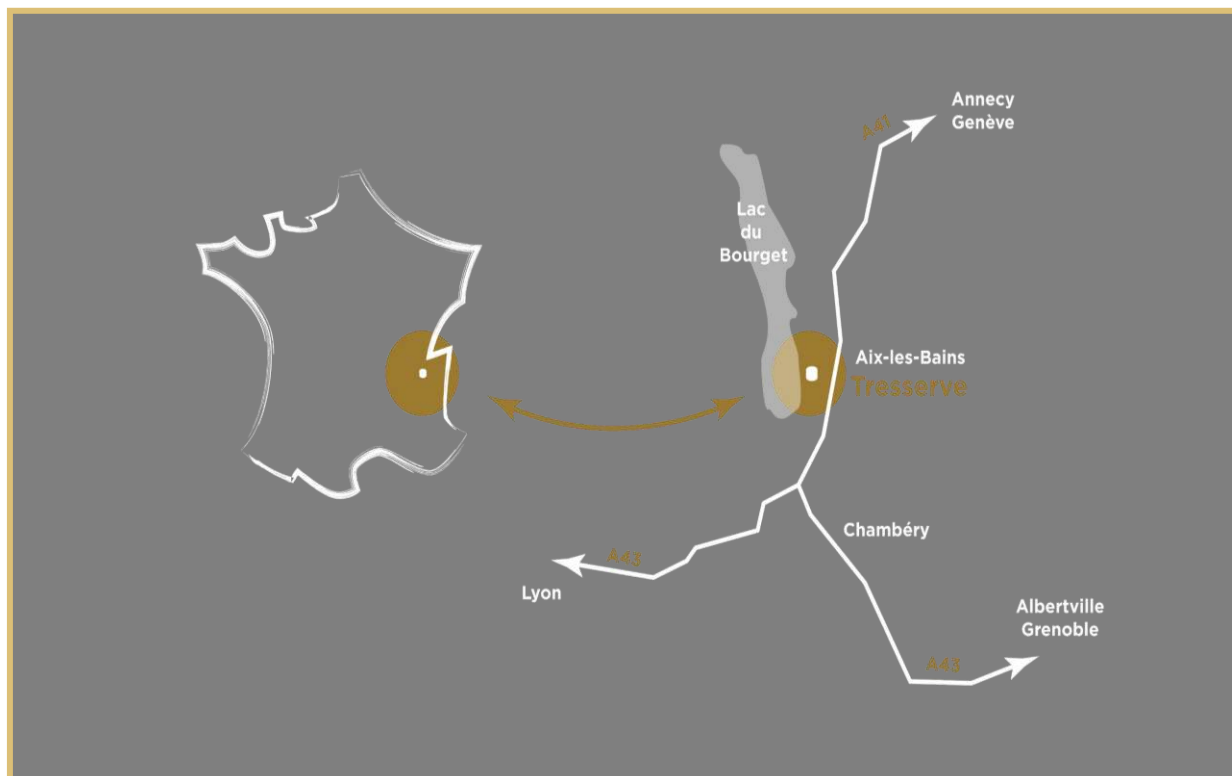 Annecy
Genève
A41
Lac
du
Bourget
Aix-les-Bains
Tresserve
Chambéry
A43
Lyon
Albertville
Grenoble
A43